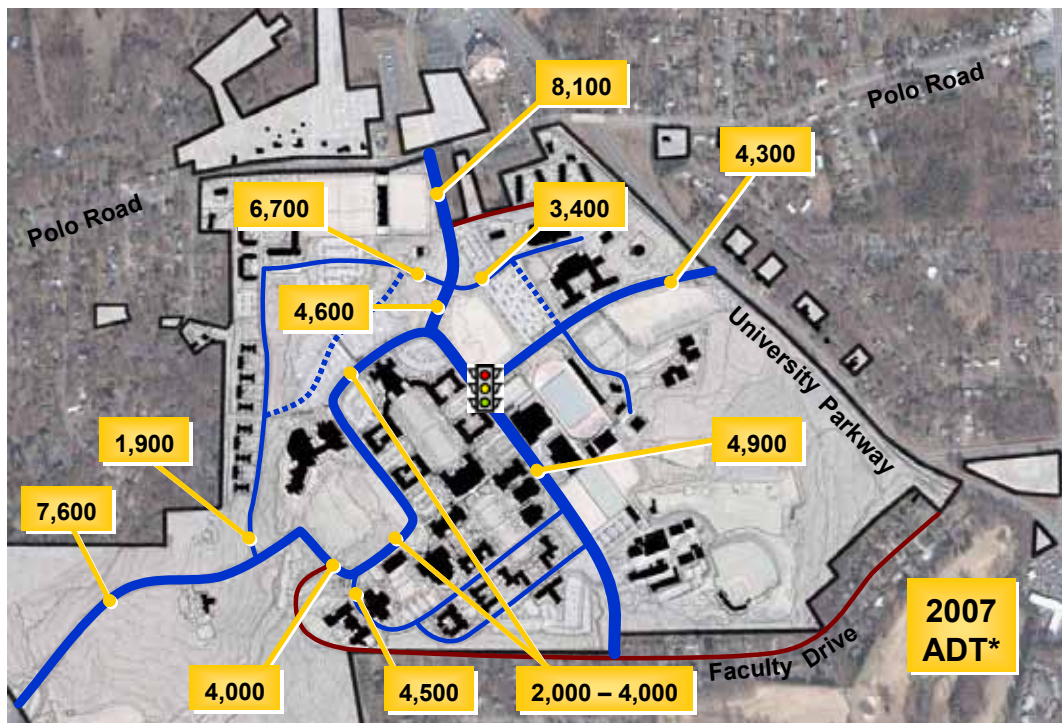 8,100
Polo Road
4,300
6,700
3,400
Polo Road
4,600
University Parkway
1,900
4,900
7,600
2007
ADT*
Faculty Drive
4,000
4,500
2,000 – 4,000